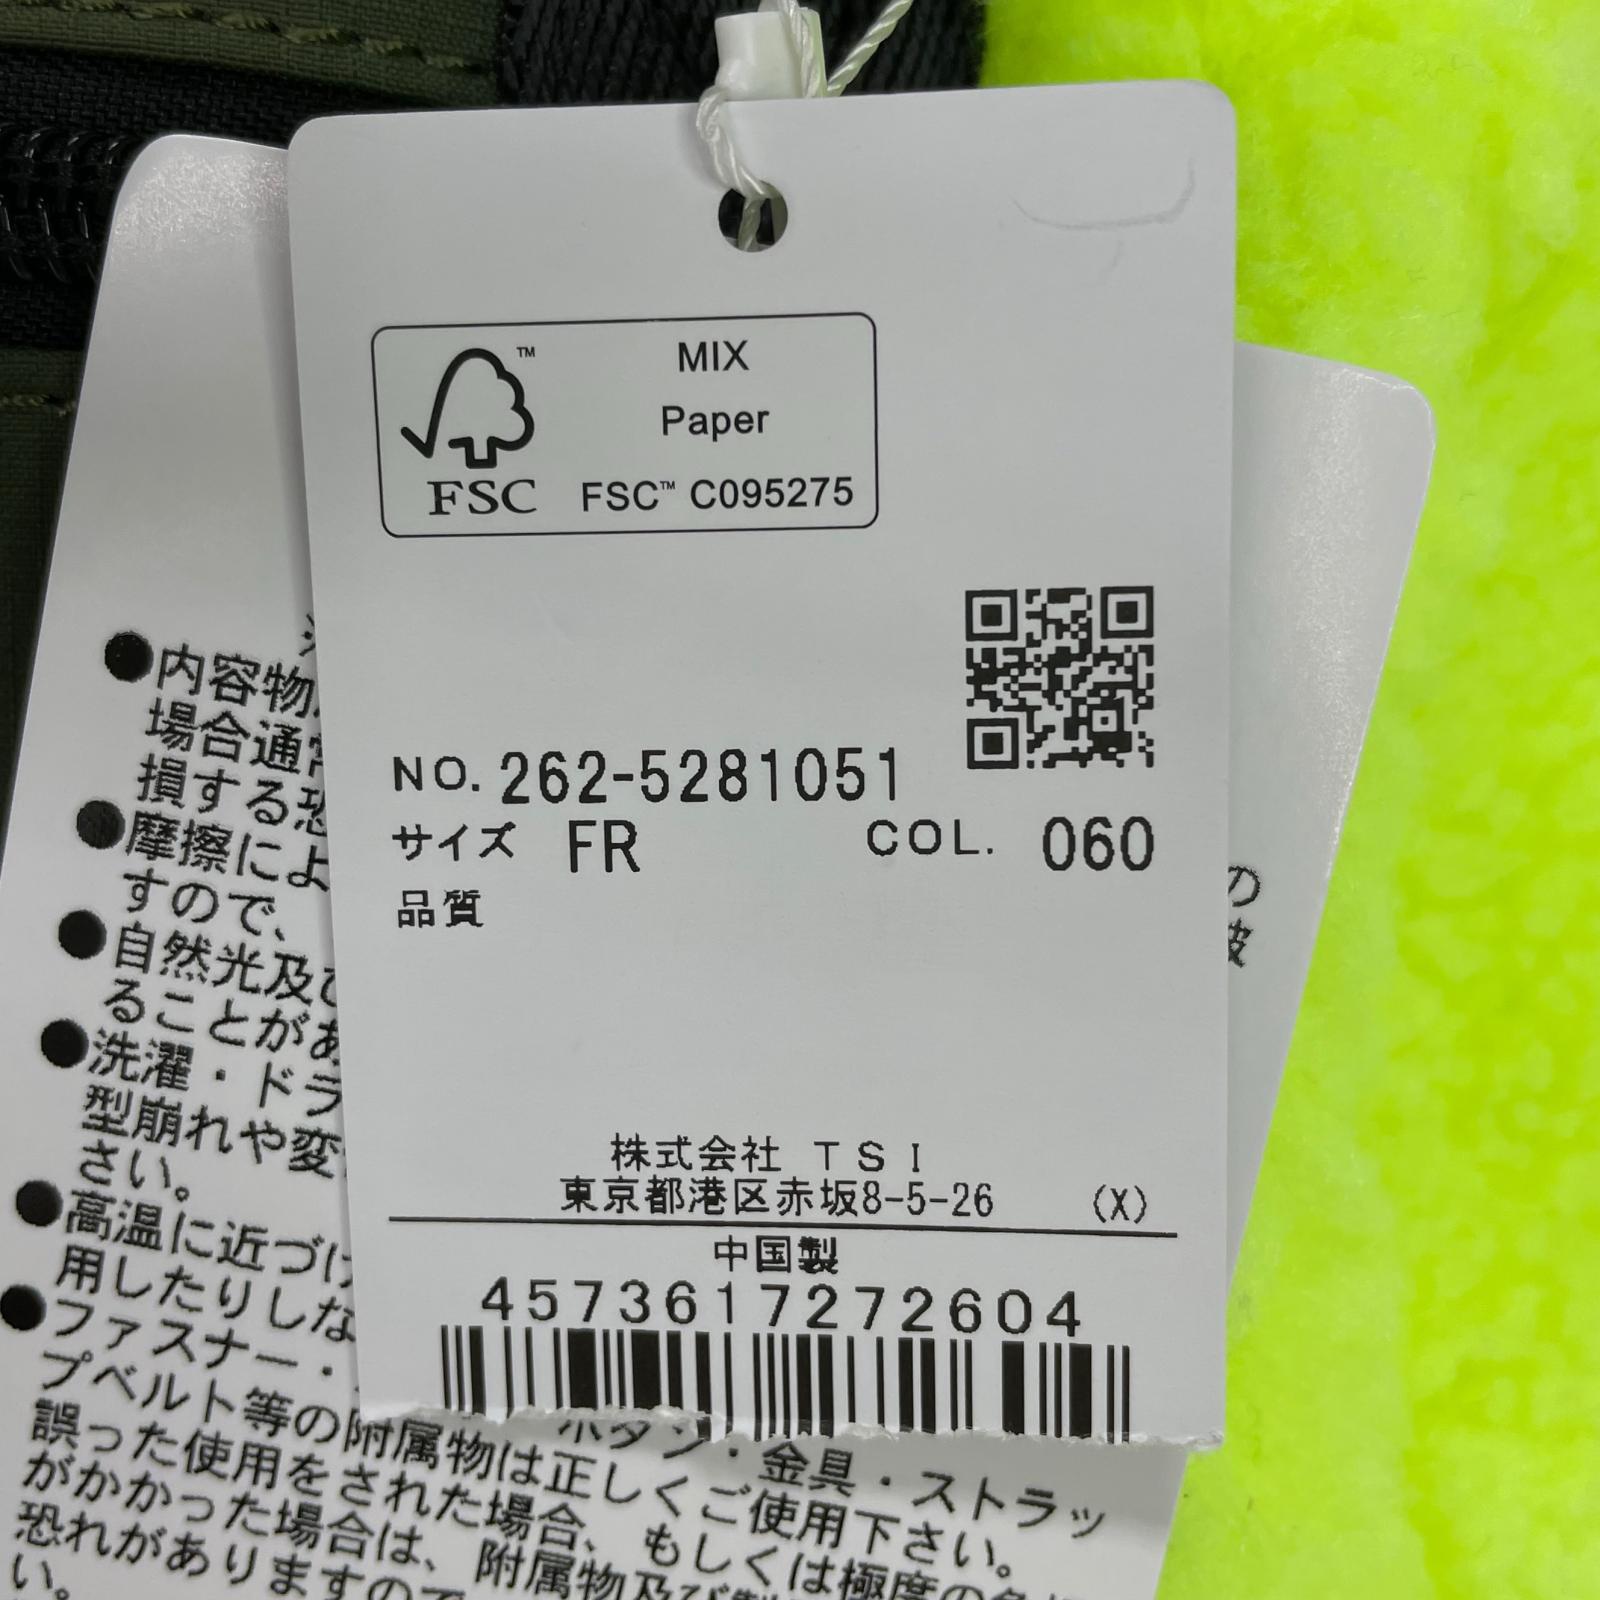 MIX
Paper
FSC™ C095275
™
FSC
NO. 262-5281051
サイズ FR COL. 060
品質
株式会社 TSI
東京都港区赤坂8-5-26 (X)
中国製
4573617272604
●内容物
場合通常
損する恐
●摩擦によ
すので、
●自然光及び
ることがあ
●洗濯・ドラ
型崩れや変
さい。
●高温に近づけ
用したりしな
●ファスナー・ ボタン・金具・ストラッ
プベルト等の附属物は正しくご使用下さい。
誤った使用をされた場合、もしくは極度の
がかかった場合は、附属物及び
恐れがありますので
い。
の
破